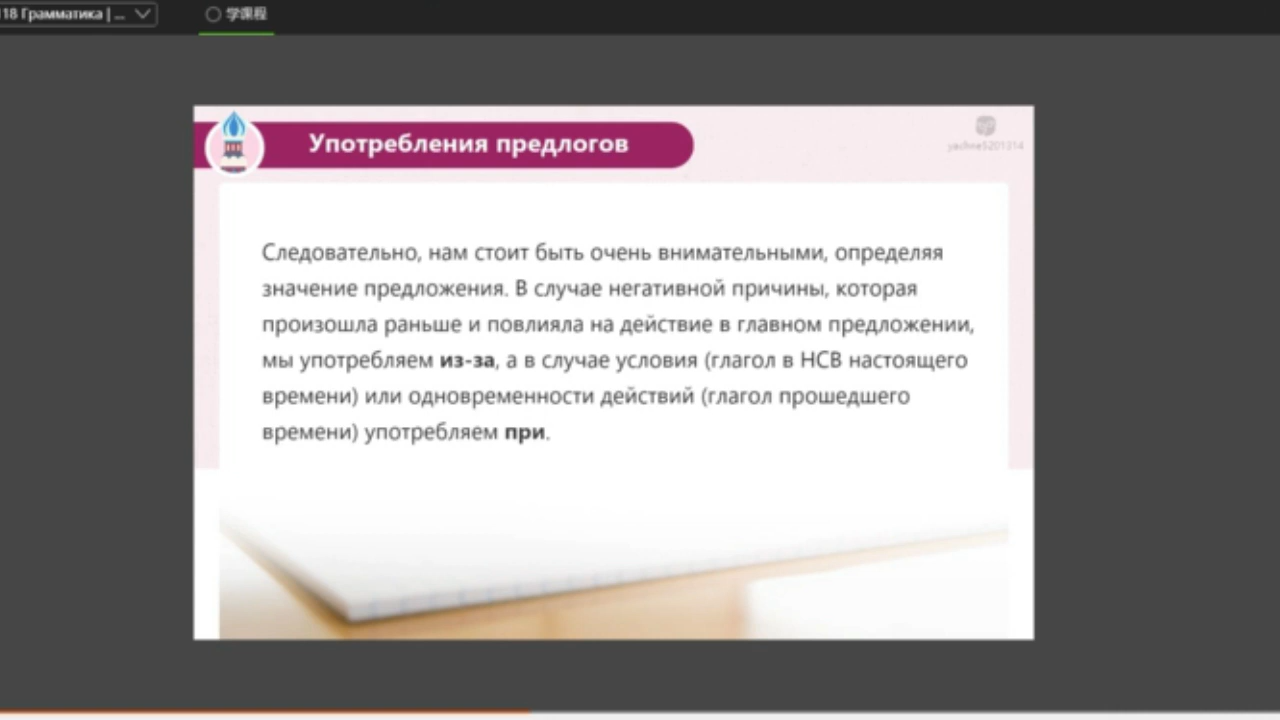 118 Грамматика | ...
学课程
Употребления предлогов
Следовательно, нам стоит быть очень внимательными, определяя
значение предложения. В случае негативной причины, которая
произошла раньше и повлияла на действие в главном предложении,
мы употребляем из-за, а в случае условия (глагол в НСВ настоящего
времени) или одновременности действий (глагол прошедшего
времени) употребляем при.